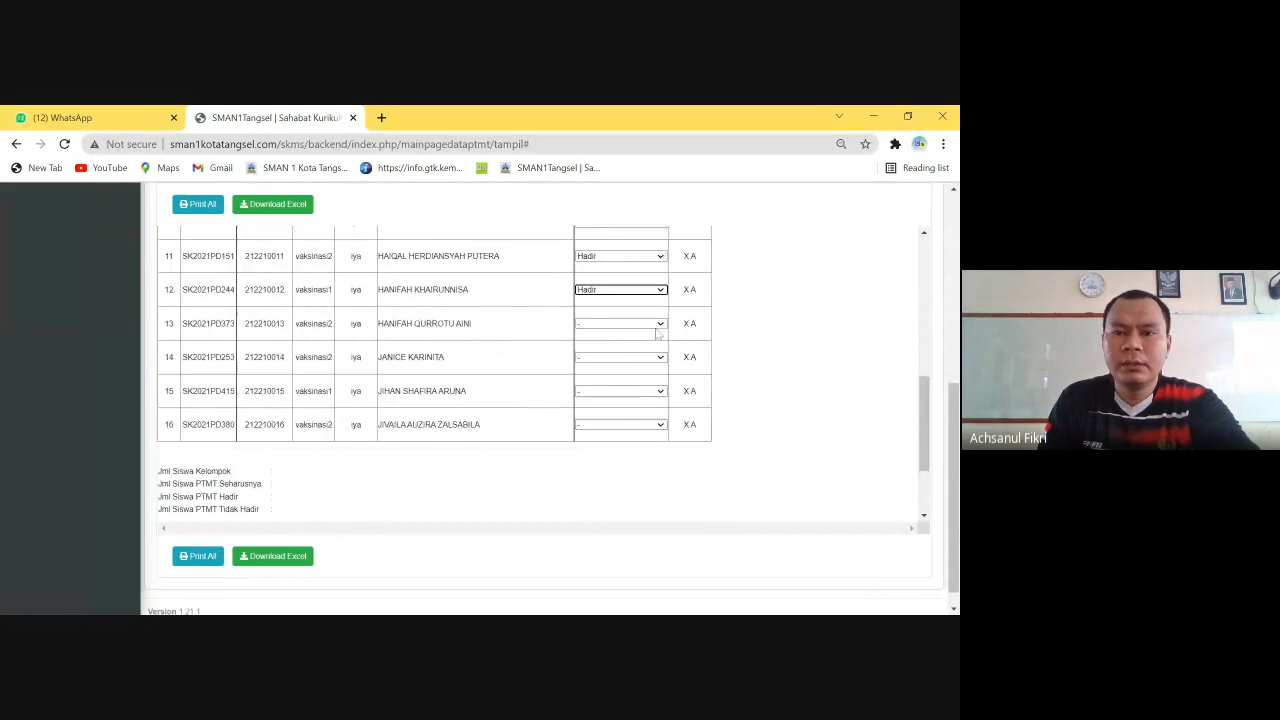 (12) WhatsApp
SMAN1Tangsel | Sahabat Kurikul
Not secure
sman1kotatangsel.com/skms/backend/index.php/mainpagedataptmt/tampil#
New Tab
YouTube
Maps
Gmail
SMAN 1 Kota Tangs...
https://info.gtk.kem...
SMAN1Tangsel | Sa...
Reading list
Print All
Download Excel
11 SK2021PD151 212210011 vaksinasi2 iya HAIQAL HERDIANSYAH PUTERA Hadir X A
12 SK2021PD244 212210012 vaksinasi1 iya HANIFAH KHAIRUNNISA Hadir X A
13 SK2021PD373 212210013 vaksinasi2 iya HANIFAH QURROTU AINI - X A
14 SK2021PD253 212210014 vaksinasi2 iya JANICE KARINITA - X A
15 SK2021PD415 212210015 vaksinasi1 iya JIHAN SHAFIRA ARUNA - X A
16 SK2021PD380 212210016 vaksinasi2 iya JIVAILA AUZIRA ZALSABILA - X A
Jml Siswa Kelompok :
Jml Siswa PTMT Seharusnya :
Jml Siswa PTMT Hadir :
Jml Siswa PTMT Tidak Hadir :
Print All
Download Excel
Version 1.21.1
Achsanul Fikri